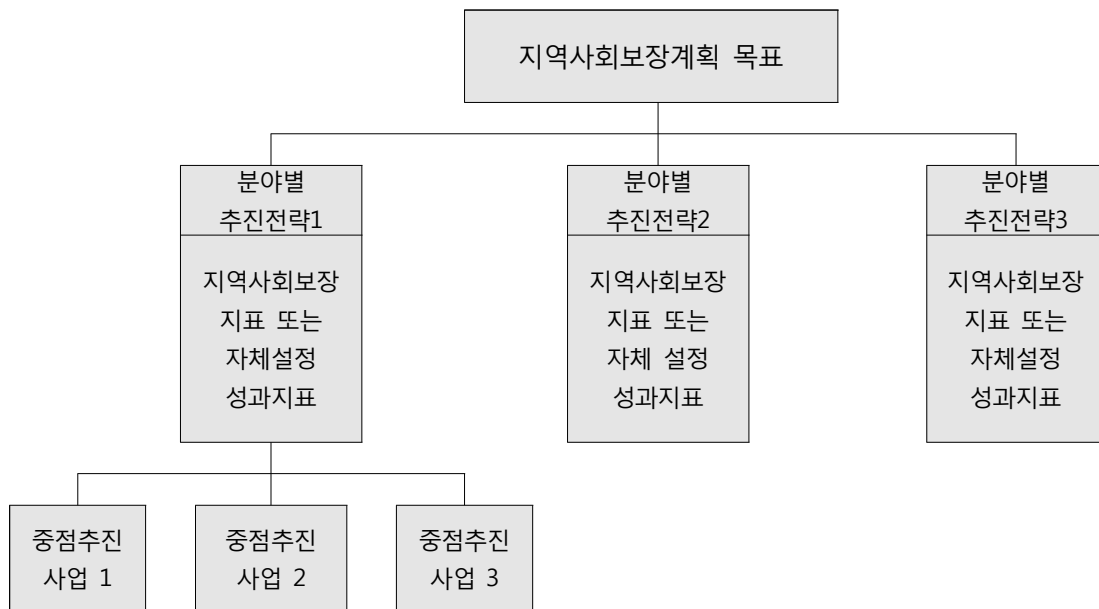 지역사회보장계획 목표
분야별
추진전략1
지역사회보장
지표 또는
자체설정
성과지표
분야별
추진전략2
지역사회보장
지표 또는
자체 설정
성과지표
분야별
추진전략3
지역사회보장
지표 또는
자체설정
성과지표
중점추진
사업 1
중점추진
사업 2
중점추진
사업 3